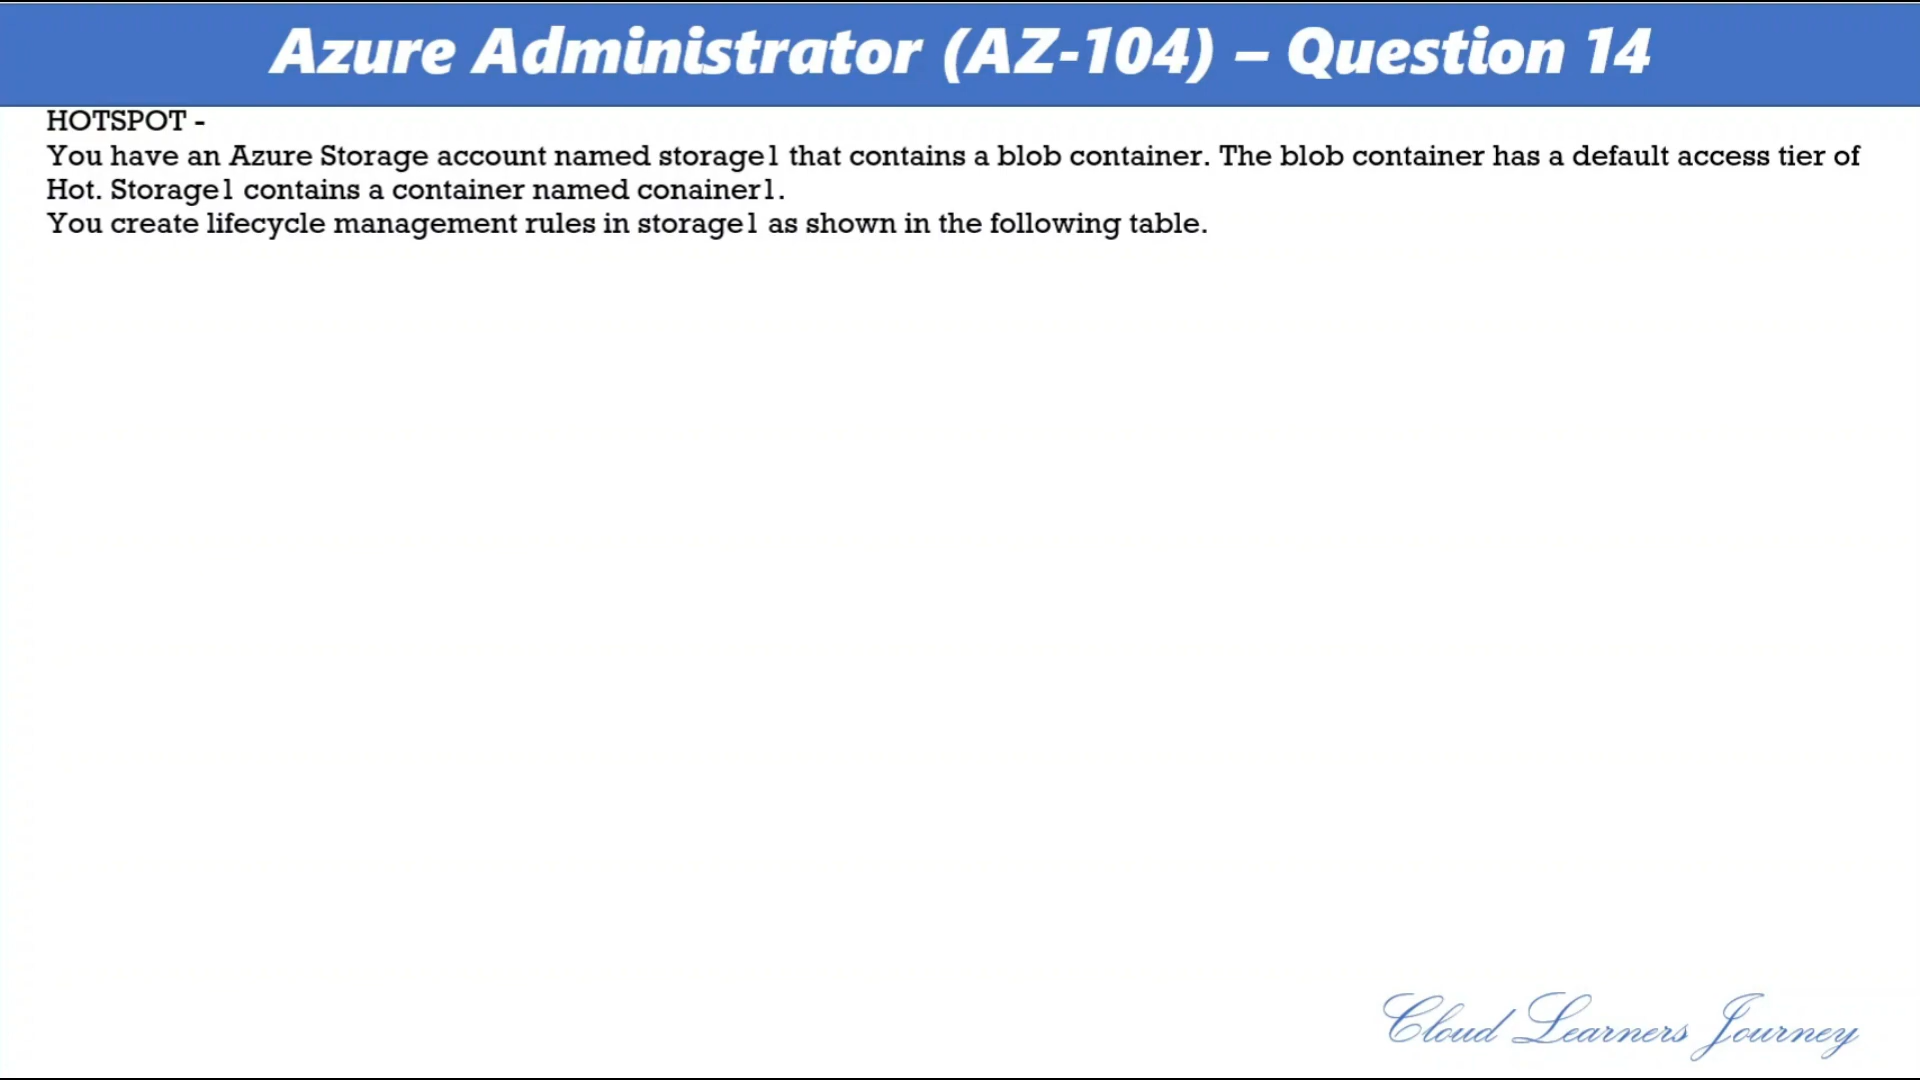 Azure Administrator (AZ-104) – Question 14
HOTSPOT -
You have an Azure Storage account named storage1 that contains a blob container. The blob container has a default access tier of
Hot. Storage1 contains a container named conainer1.
You create lifecycle management rules in storage1 as shown in the following table.
Cloud Learners Journey